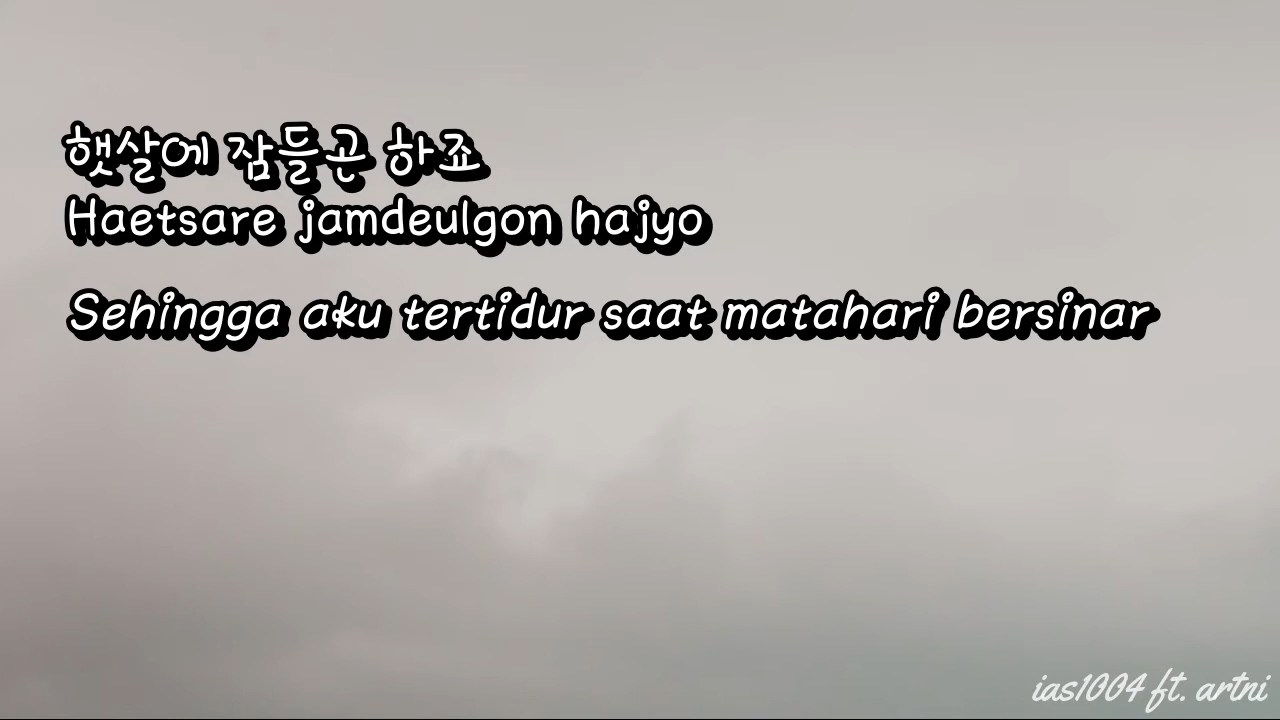 햇살에 잠들곤 하죠
Haetsare jamdeulgon hajyo
Sehingga aku tertidur saat matahari bersinar
ias1004 ft. artni